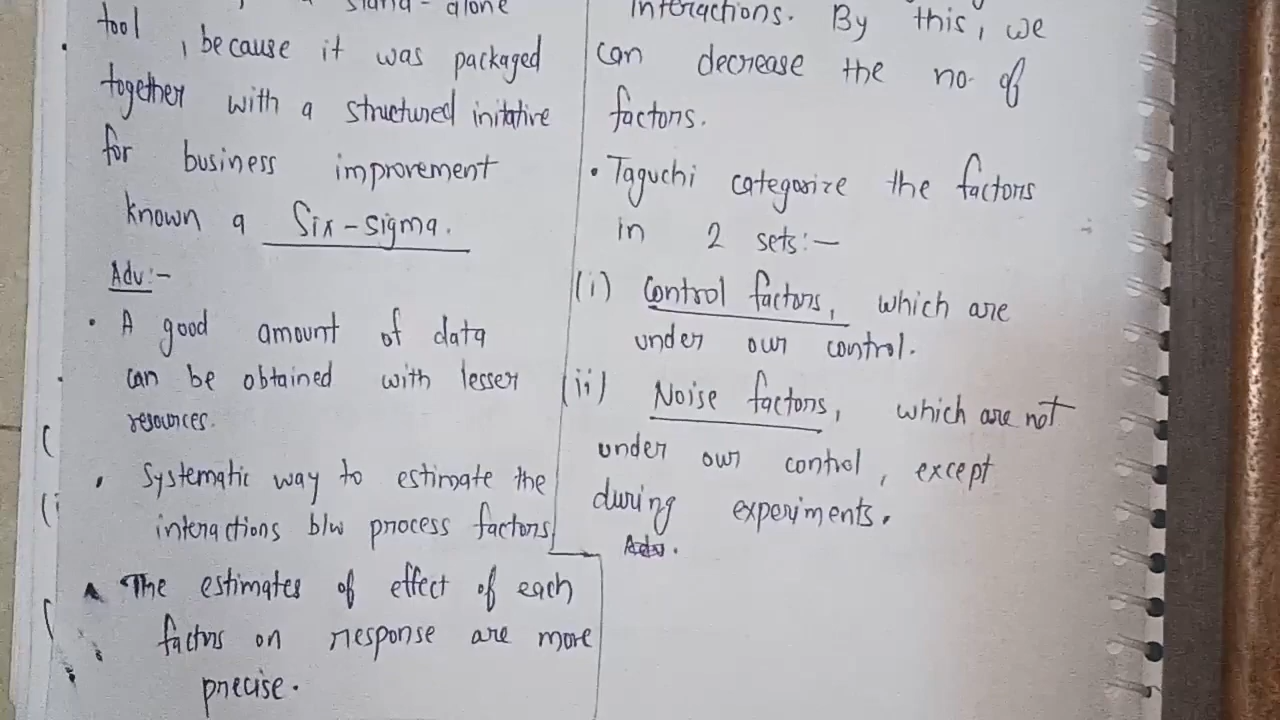 stand-alone
tool, because it was packaged
together with a structured initative
for business improvement
known a Six-sigma.
Adv:-
• A good amount of data
can be obtained with lesser
resources.
• Systematic way to estimate the
interactions b/w process factors
• The estimates of effect of each
factors on response are more
precise.
interactions. By this, we
can decrease the no. of
factors.
• Taguchi categorize the factors
in 2 sets:-
(i) Control factors, which are
under our control.
(ii) Noise factors, which are not
under our control, except
during experiments.